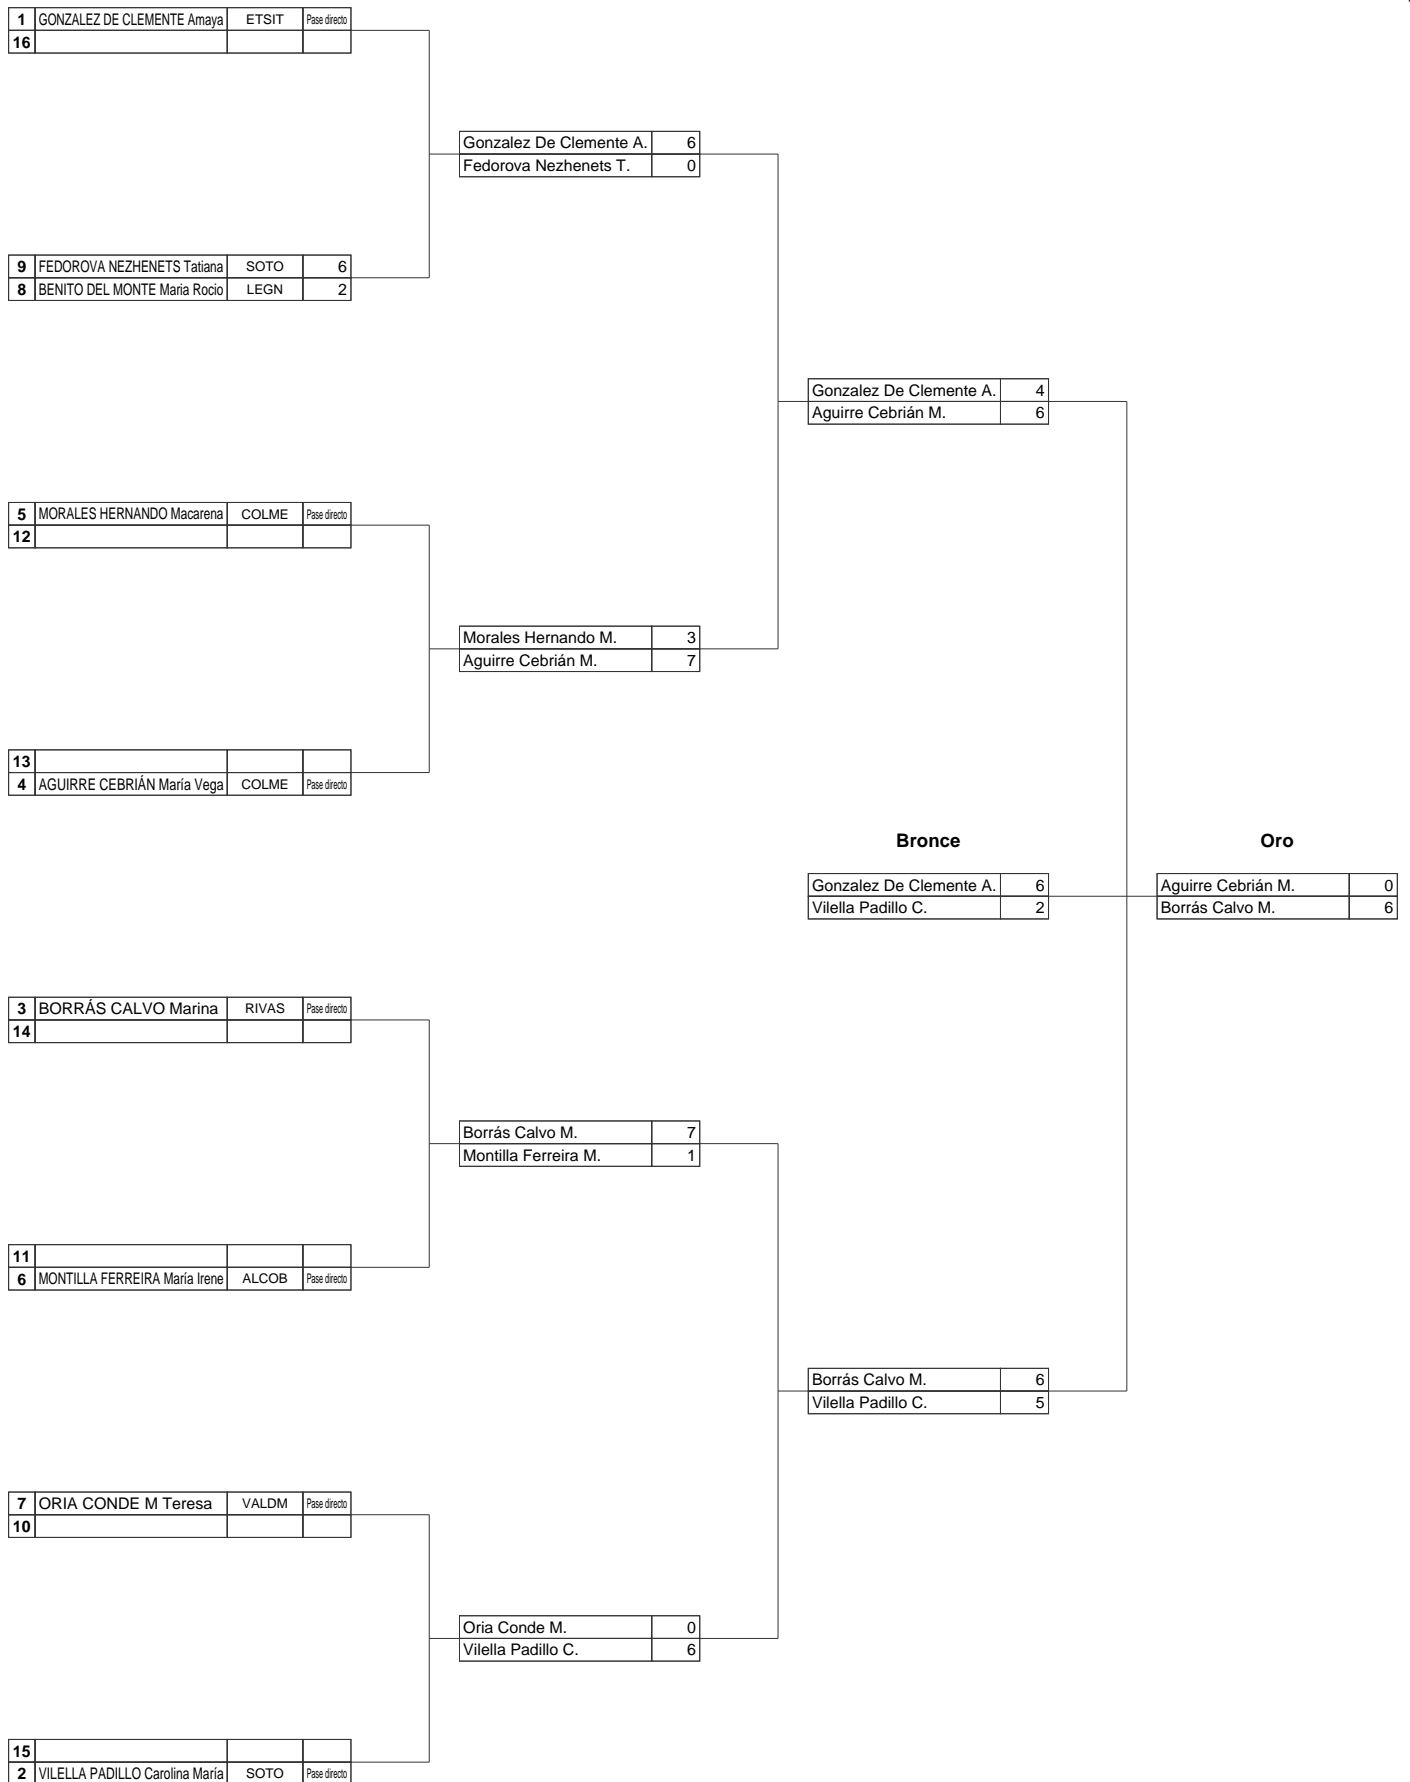 1 GONZALEZ DE CLEMENTE Amaya ETSIT Pase directo
16
Gonzalez De Clemente A. 6
Fedorova Nezhenets T. 0
9 FEDOROVA NEZHENETS Tatiana SOTO 6
8 BENITO DEL MONTE Maria Rocio LEGN 2
Gonzalez De Clemente A. 4
Aguirre Cebrián M. 6
5 MORALES HERNANDO Macarena COLME Pase directo
12
Morales Hernando M. 3
Aguirre Cebrián M. 7
13
4 AGUIRRE CEBRIÁN María Vega COLME Pase directo
Bronce Oro
Gonzalez De Clemente A. 6 Aguirre Cebrián M. 0
Vilella Padillo C. 2 Borrás Calvo M. 6
3 BORRÁS CALVO Marina RIVAS Pase directo
14
Borrás Calvo M. 7
Montilla Ferreira M. 1
11
6 MONTILLA FERREIRA María Irene ALCOB Pase directo
Borrás Calvo M. 6
Vilella Padillo C. 5
7 ORIA CONDE M Teresa VALDM Pase directo
10
Oria Conde M. 0
Vilella Padillo C. 6
15
2 VILELLA PADILLO Carolina María SOTO Pase directo